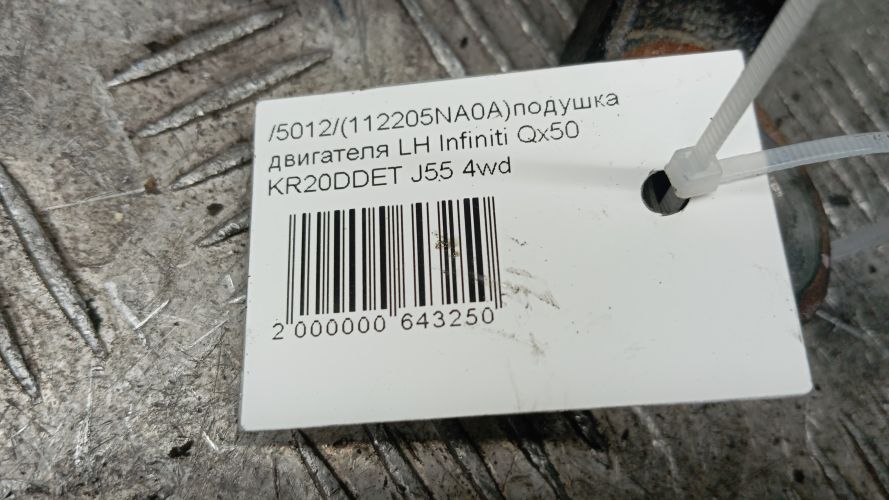 /5012/(112205NA0A)подушка
двигателя LH Infiniti Qx50
KR20DDET J55 4wd
2 000000 643250